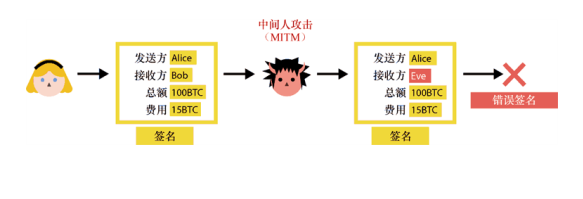 中间人攻击
（MITM）
发送方 Alice
接收方 Bob
总额 100BTC
费用 15BTC
签名
发送方 Alice
接收方 Eve
总额 100BTC
费用 15BTC
签名
错误签名